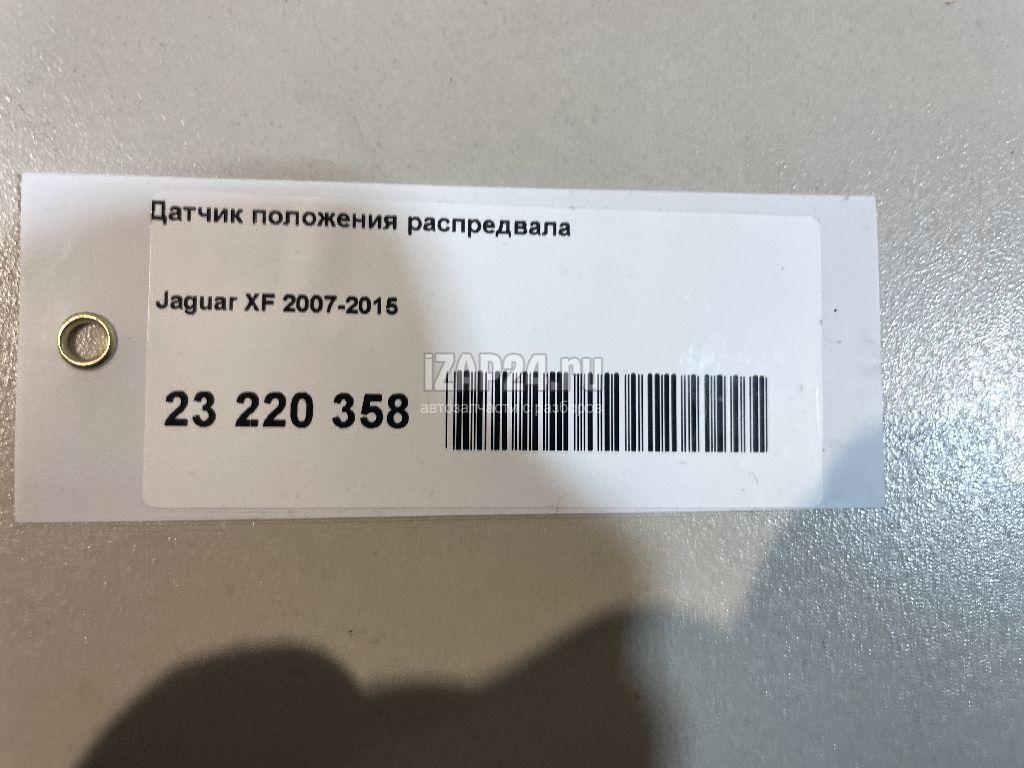 Датчик положения распредвала
Jaguar XF 2007-2015
iZAP24.ru
автозапчасти с разборов
23 220 358